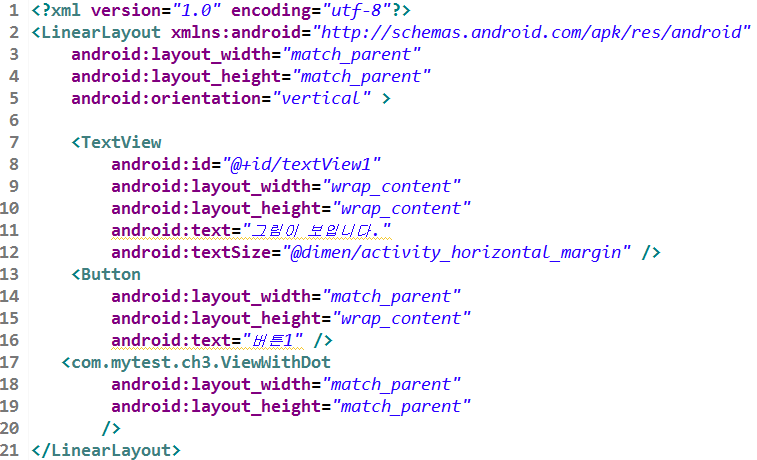 1 <?xml version="1.0" encoding="utf-8"?>
2 <LinearLayout xmlns:android="http://schemas.android.com/apk/res/android"
3     android:layout_width="match_parent"
4     android:layout_height="match_parent"
5     android:orientation="vertical" >
6
7     <TextView
8         android:id="@+id/textView1"
9         android:layout_width="wrap_content"
10         android:layout_height="wrap_content"
11         android:text="그림이 보입니다."
12         android:textSize="@dimen/activity_horizontal_margin" />
13     <Button
14         android:layout_width="match_parent"
15         android:layout_height="wrap_content"
16         android:text="버튼1" />
17    <com.mytest.ch3.ViewWithDot
18         android:layout_width="match_parent"
19         android:layout_height="match_parent"
20        />
21 </LinearLayout>